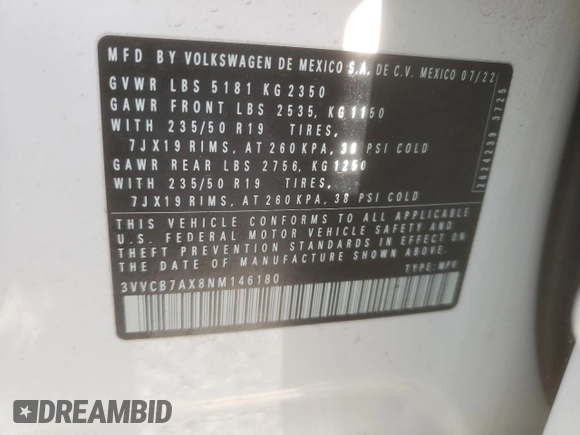 MFD BY VOLKSWAGEN DE MEXICO S.A. DE C.V. MEXICO 07/22
GVWR LBS 5181 KG 2350
GAWR FRONT LBS 2535, KG 1150
WITH 235/50 R19 TIRES,
7JX19 RIMS, AT 260 KPA, 38 PSI COLD
GAWR REAR LBS 2756, KG 1250
WITH 235/50 R19 TIRES,
7JX19 RIMS, AT 260 KPA, 38 PSI COLD
THIS VEHICLE CONFORMS TO ALL APPLICABLE
U.S. FEDERAL MOTOR VEHICLE SAFETY AND
THEFT PREVENTION STANDARDS IN EFFECT ON
THE DATE OF MANUFACTURE SHOWN ABOVE.
3VVCB7AX8NM146180 TYPE: MPV
2624239 3725
DREAMBID